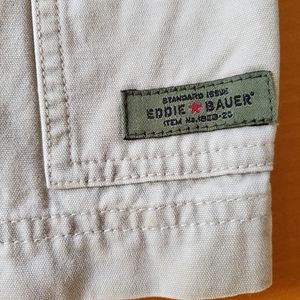 STANDARD ISSUE
EDDIE ★ BAUER®
ITEM No.